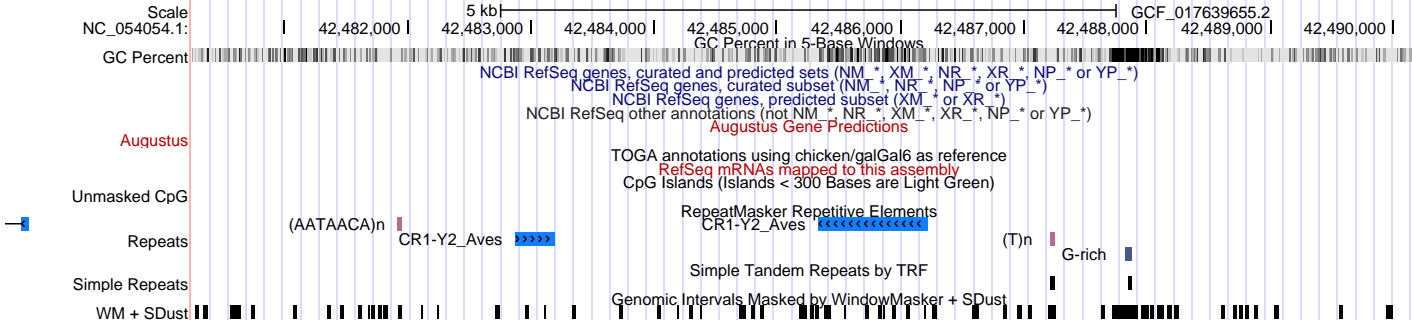 Scale 5 kb GCF_017639655.2
NC_054054.1: 42,482,000 42,483,000 42,484,000 42,485,000 42,486,000 42,487,000 42,488,000 42,489,000 42,490,000
GC Percent in 5-Base Windows
GC Percent
NCBI RefSeq genes, curated and predicted sets (NM_*, XM_*, NR_*, XR_*, NP_* or YP_*)
NCBI RefSeq genes, curated subset (NM_*, NR_*, NP_* or YP_*)
NCBI RefSeq genes, predicted subset (XM_* or XR_*)
NCBI RefSeq other annotations (not NM_*, NR_*, XM_*, XR_*, NP_* or YP_*)
Augustus Gene Predictions
Augustus
TOGA annotations using chicken/galGal6 as reference
RefSeq mRNAs mapped to this assembly
CpG Islands (Islands < 300 Bases are Light Green)
Unmasked CpG
RepeatMasker Repetitive Elements
(AATAACA)n CR1-Y2_Aves
Repeats CR1-Y2_Aves (T)n
G-rich
Simple Tandem Repeats by TRF
Simple Repeats
Genomic Intervals Masked by WindowMasker + SDust
WM + SDust